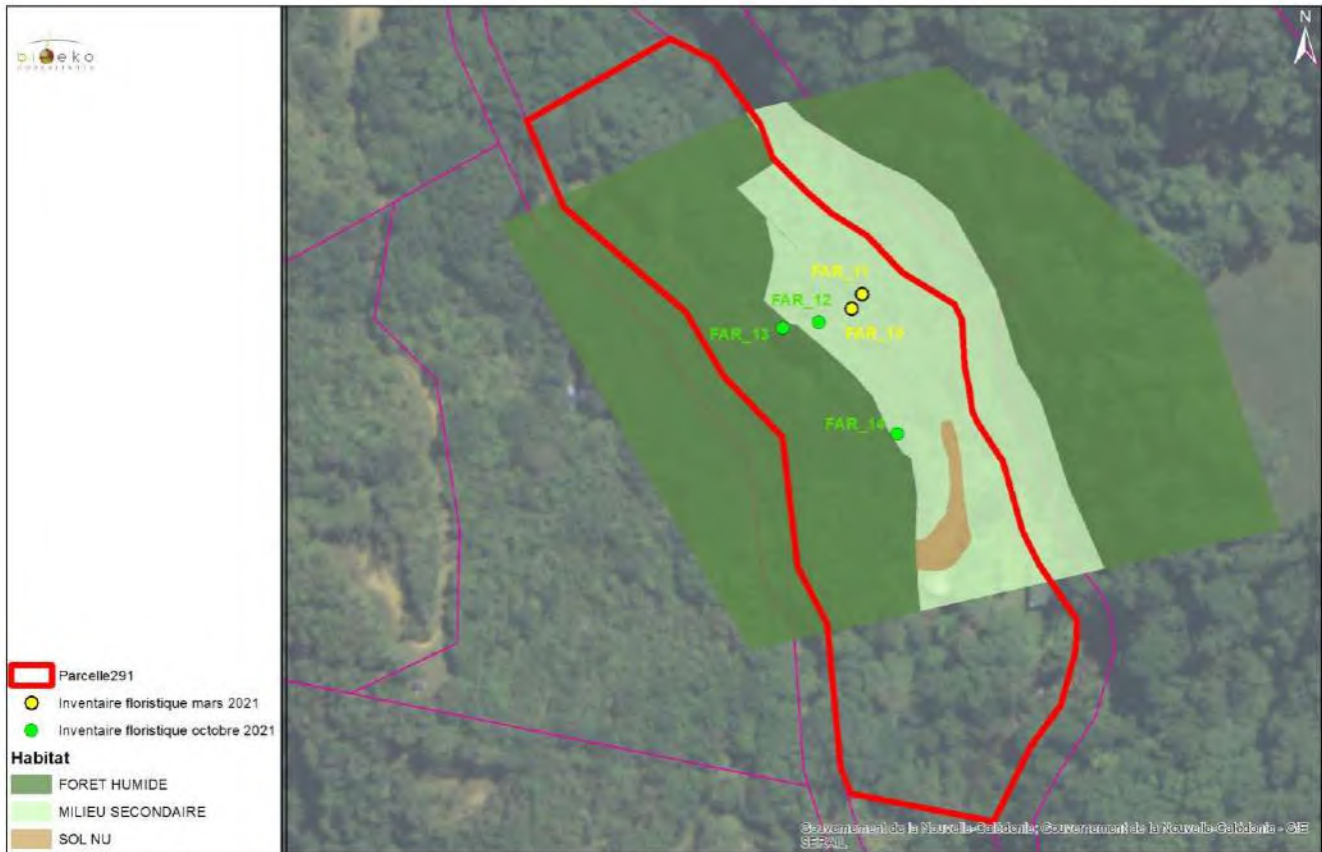 bioeko
CONSULTANTS
N
FAR_11
FAR_12
FAR_13
FAR_10
FAR_14
Parcelle291
Inventaire floristique mars 2021
Inventaire floristique octobre 2021
Habitat
FORET HUMIDE
MILIEU SECONDAIRE
SOL NU
Gouvernement de la Nouvelle-Calédonie; Gouvernement de la Nouvelle-Calédonie - GIE
SERAIL